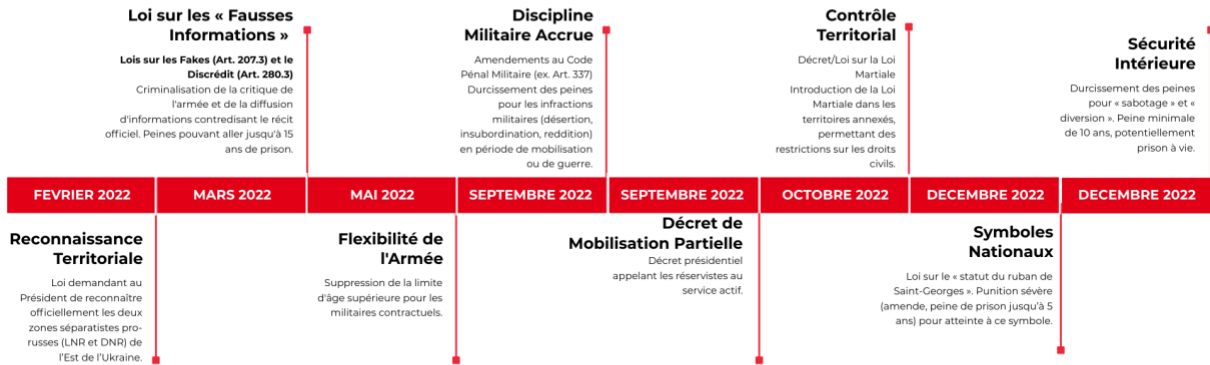 Loi sur les « Fausses
Informations »
Lois sur les Fakes (Art. 207.3) et le
Discrédit (Art. 280.3)
Criminalisation de la critique de
l'armée et de la diffusion
d'informations contredisant le récit
officiel. Peines pouvant aller jusqu'à 15
ans de prison.
Discipline
Militaire Accrue
Amendements au Code
Pénal Militaire (ex. Art. 337)
Durcissement des peines
pour les infractions
militaires (désertion,
insubordination, reddition)
en période de mobilisation
ou de guerre.
Contrôle
Territorial
Décret/Loi sur la Loi
Martiale
Introduction de la Loi
Martiale dans les
territoires annexés,
permettant des
restrictions sur les droits
civils.
Sécurité
Intérieure
Durcissement des peines
pour « sabotage » et «
diversion ». Peine minimale
de 10 ans, potentiellement
prison à vie.
FEVRIER 2022
MARS 2022
MAI 2022
SEPTEMBRE 2022
SEPTEMBRE 2022
OCTOBRE 2022
DECEMBRE 2022
DECEMBRE 2022
Reconnaissance
Territoriale
Loi demandant au
Président de reconnaître
officiellement les deux
zones séparatistes pro-
russes (LNR et DNR) de
l'Est de l'Ukraine.
Flexibilité de
l'Armée
Suppression de la limite
d'âge supérieure pour les
militaires contractuels.
Décret de
Mobilisation Partielle
Décret présidentiel
appelant les réservistes au
service actif.
Symboles
Nationaux
Loi sur le « statut du ruban de
Saint-Georges ». Punition sévère
(amende, peine de prison jusqu'à 5
ans) pour atteinte à ce symbole.